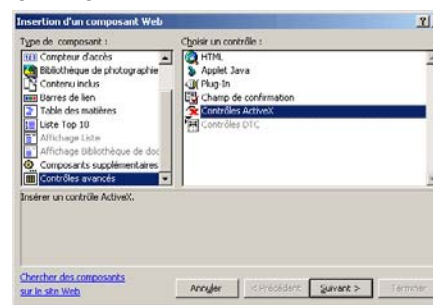 Insertion d'un composant Web
Type de composant :
Compteur d'accès
Bibliothèque de photographie
Contenu inclus
Barres de lien
Table des matières
Liste Top 10
Affichage Liste
Affichage Bibliothèque de doc
Composants supplémentaires
Contrôles avancés
Choisir un contrôle :
HTML
Applet Java
Plug-In
Champ de confirmation
Contrôles ActiveX
Contrôles DTC
Insérer un contrôle ActiveX.
Chercher des composants
sur le site Web
Annuler
< Précédent
Suivant >
Terminer